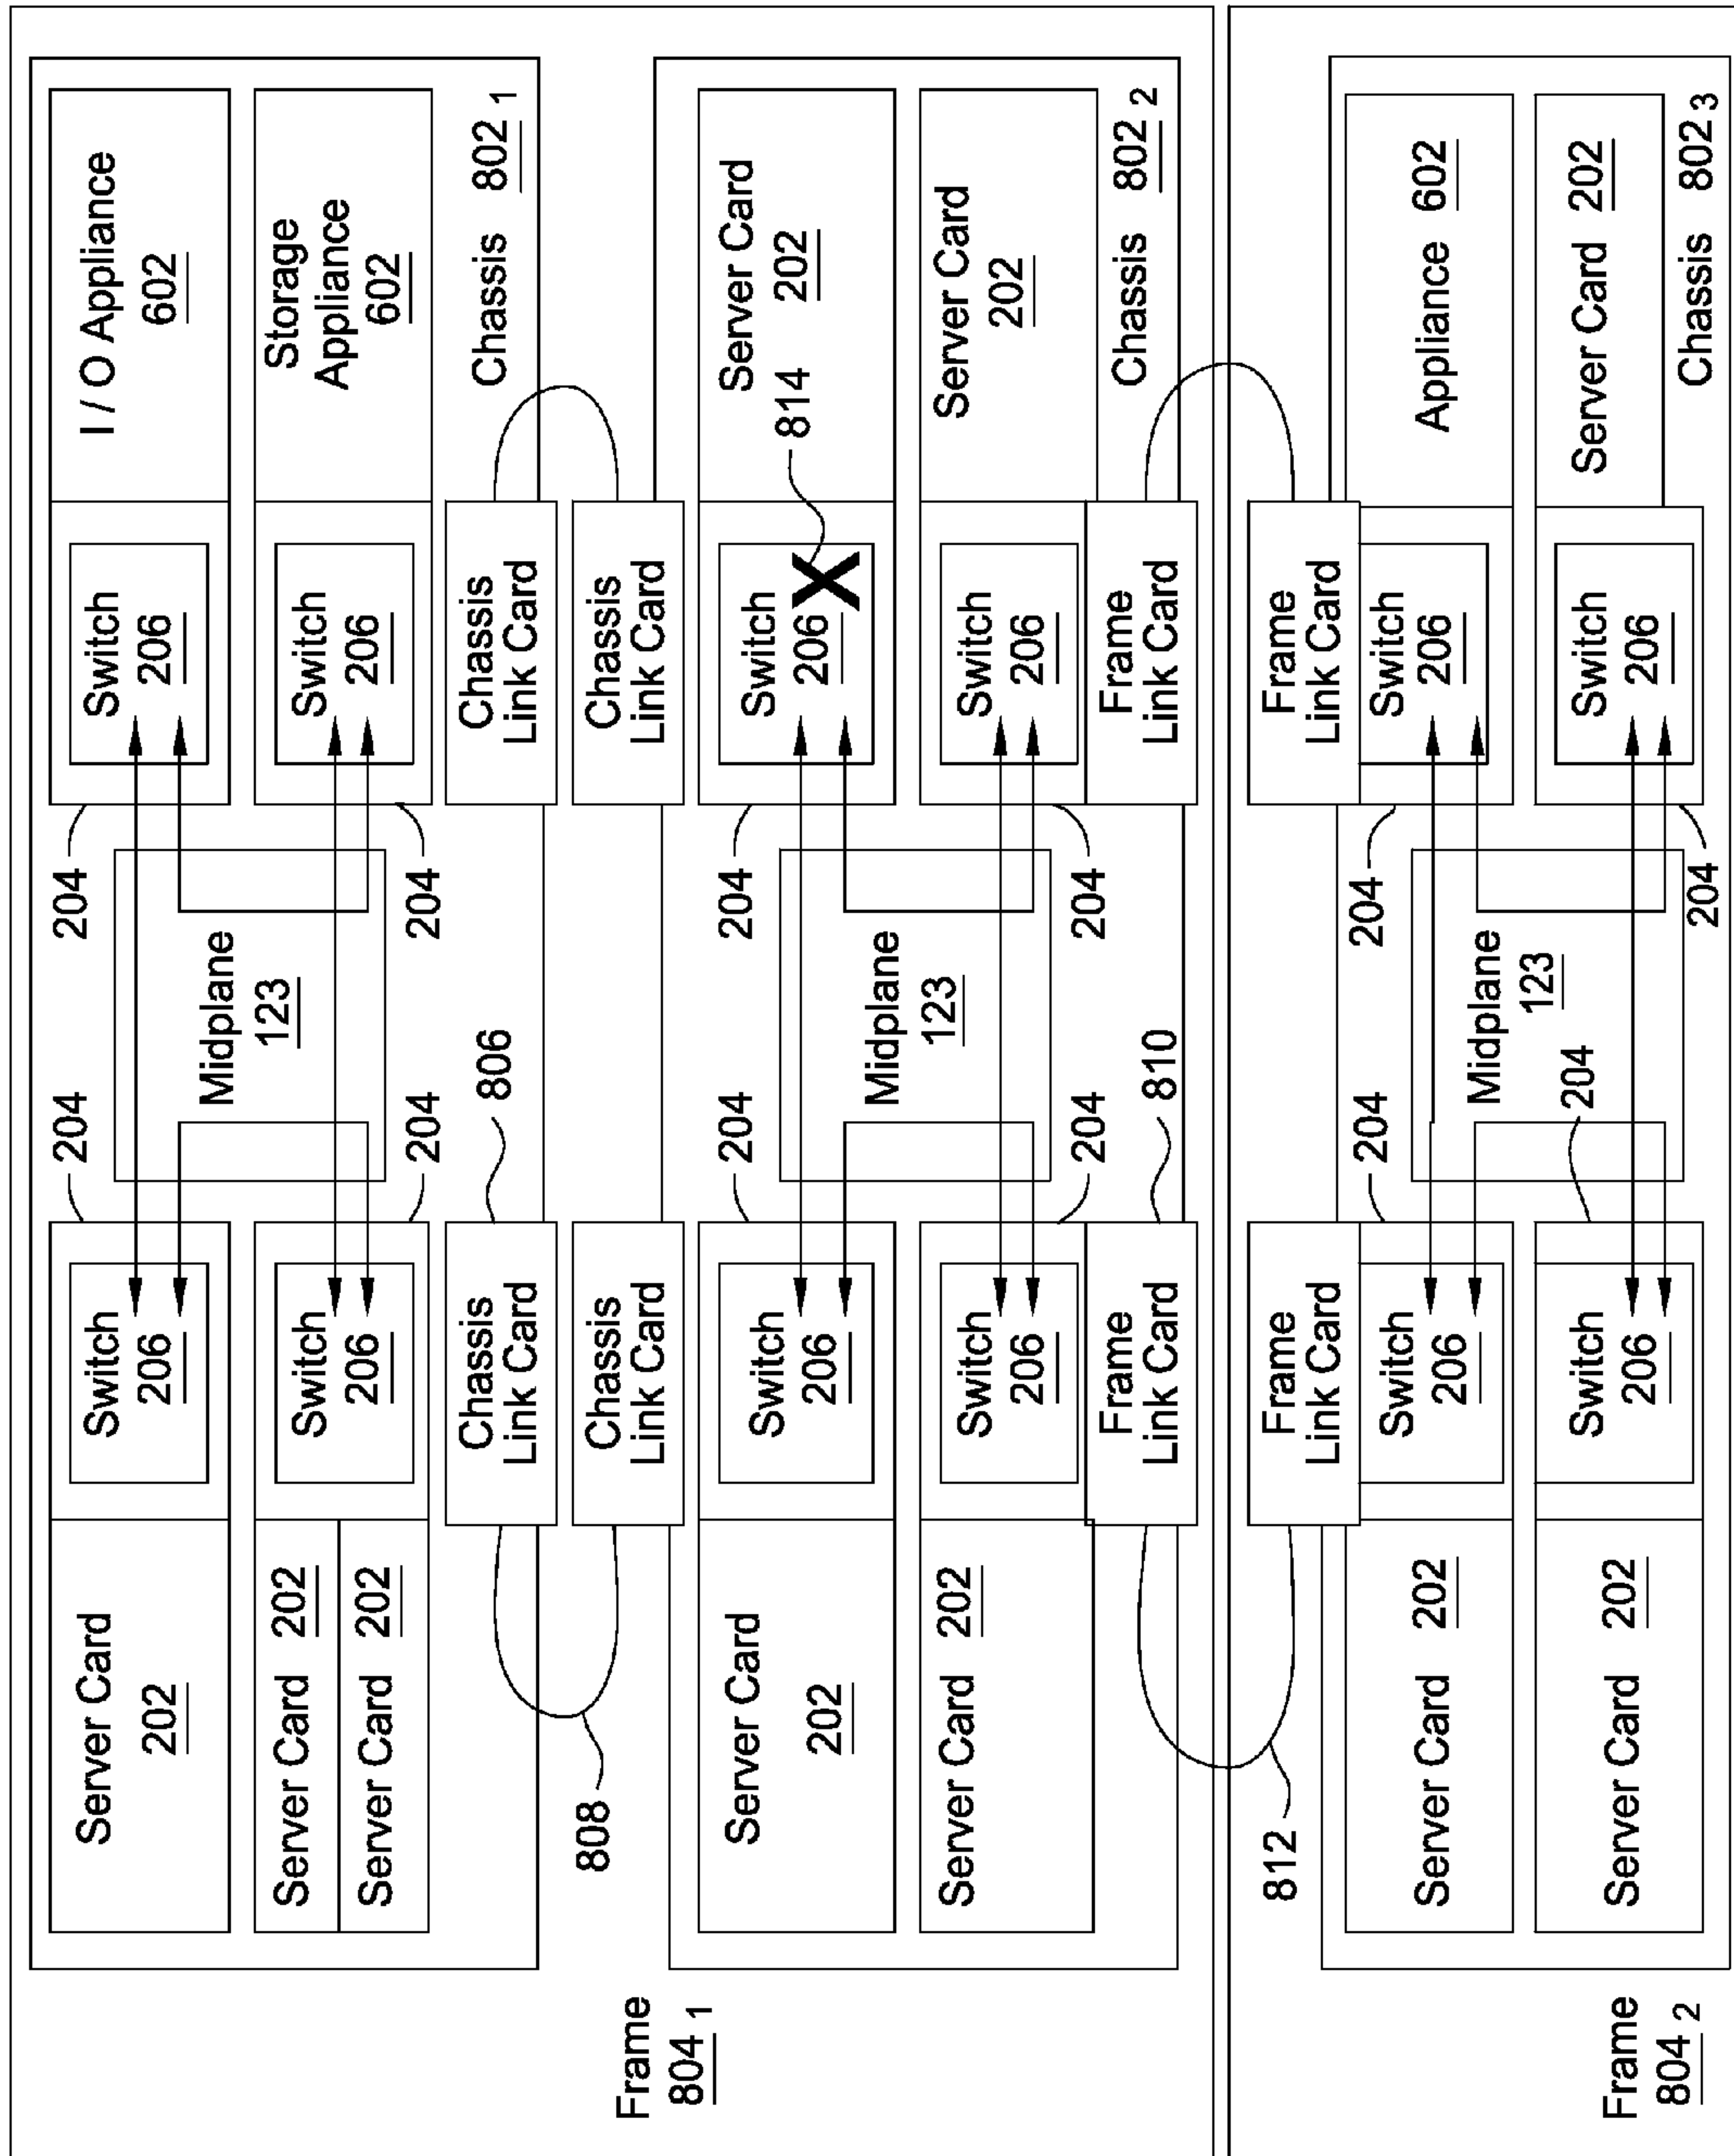 Frame
804 1
Server Card
202
Switch
206
204
Midplane
123
204
Switch
206
I / O Appliance
602
Server Card 202
Server Card 202
Switch
206
204
204
Switch
206
Storage
Appliance
602
Chassis
Link Card
806
Chassis
Link Card
Chassis 802 1
808
Chassis
Link Card
Chassis
Link Card
Server Card
202
Switch
206
204
Midplane
123
204
Switch
206
X
814
Server Card
202
Server Card 202
Switch
206
204
204
Switch
206
Server Card
202
Frame
Link Card
810
Frame
Link Card
Chassis 802 2
Frame
804 2
812
Frame
Link Card
Frame
Link Card
Server Card 202
Switch
206
204
Midplane
123
204
Switch
206
Appliance 602
Server Card 202
Switch
206
204
204
Switch
206
Server Card 202
Chassis 802 3